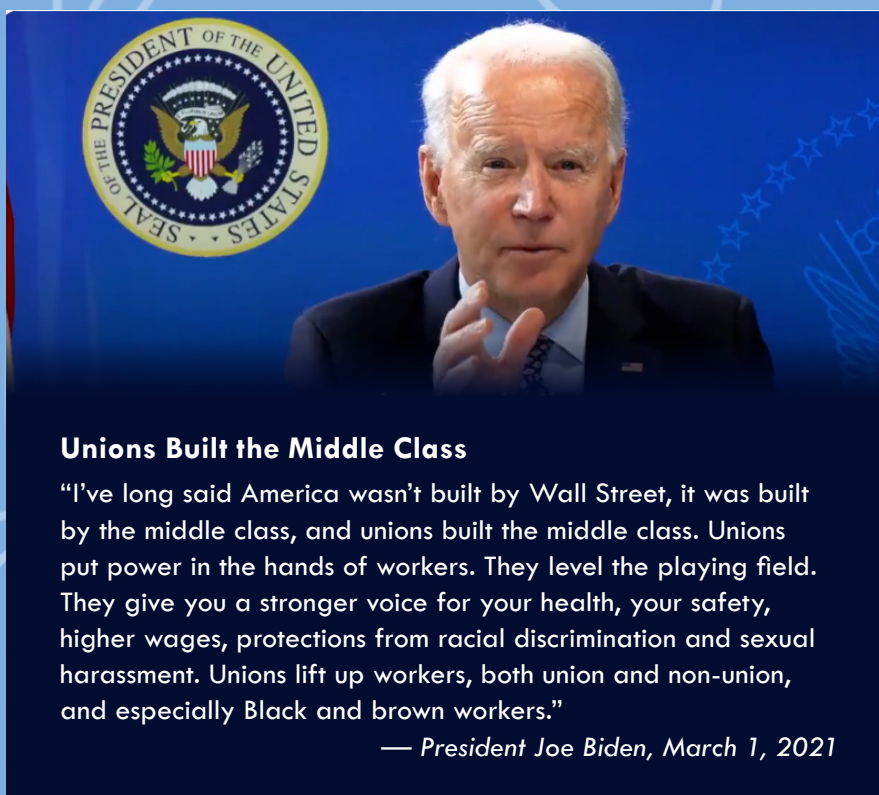 SEAL OF THE PRESIDENT OF THE UNITED STATES
Unions Built the Middle Class
“I’ve long said America wasn’t built by Wall Street, it was built
by the middle class, and unions built the middle class. Unions
put power in the hands of workers. They level the playing field.
They give you a stronger voice for your health, your safety,
higher wages, protections from racial discrimination and sexual
harassment. Unions lift up workers, both union and non-union,
and especially Black and brown workers.”
— President Joe Biden, March 1, 2021